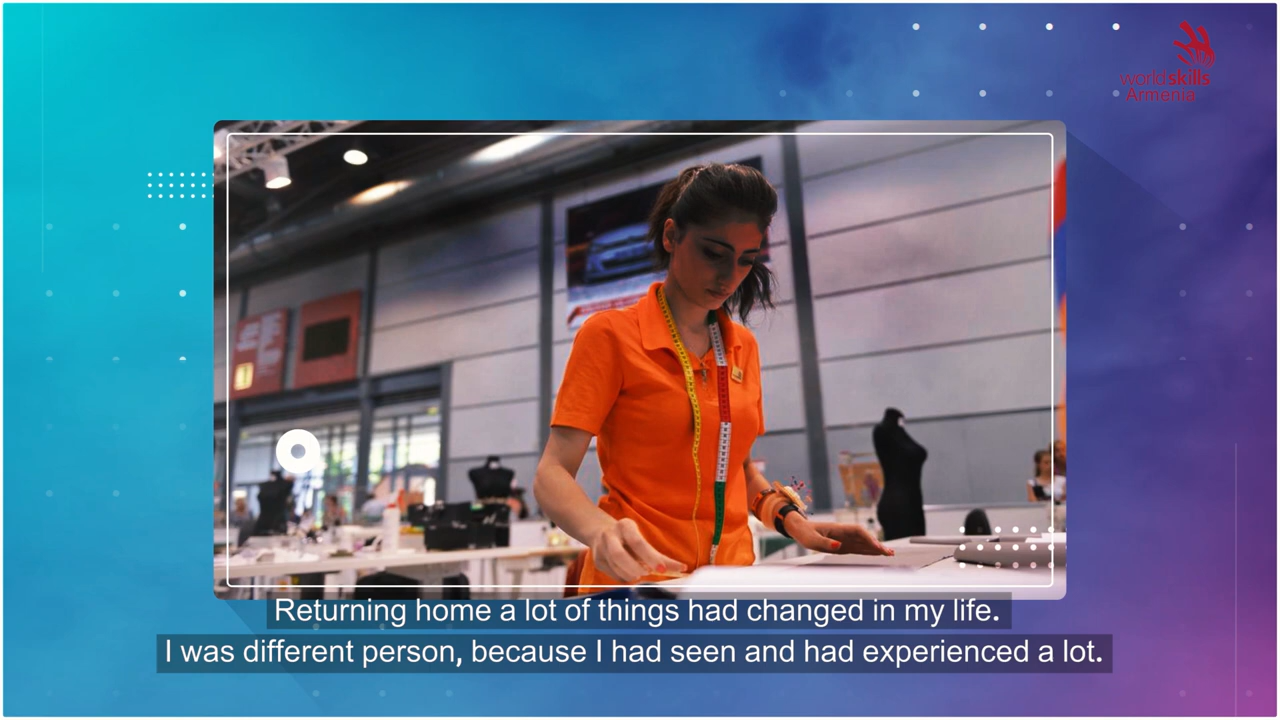 worldskills
Armenia
Returning home a lot of things had changed in my life.
I was different person, because I had seen and had experienced a lot.